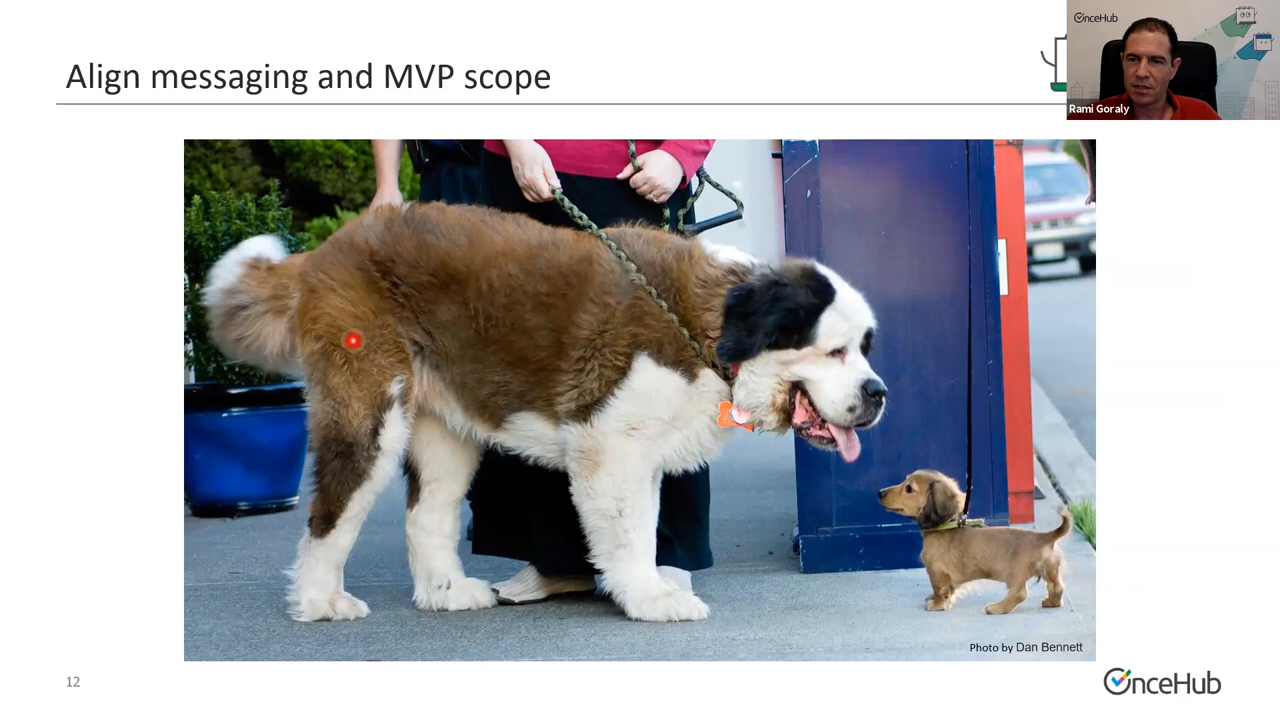 Align messaging and MVP scope
OnceHub
Rami Goraly
Photo by Dan Bennett
12
OnceHub